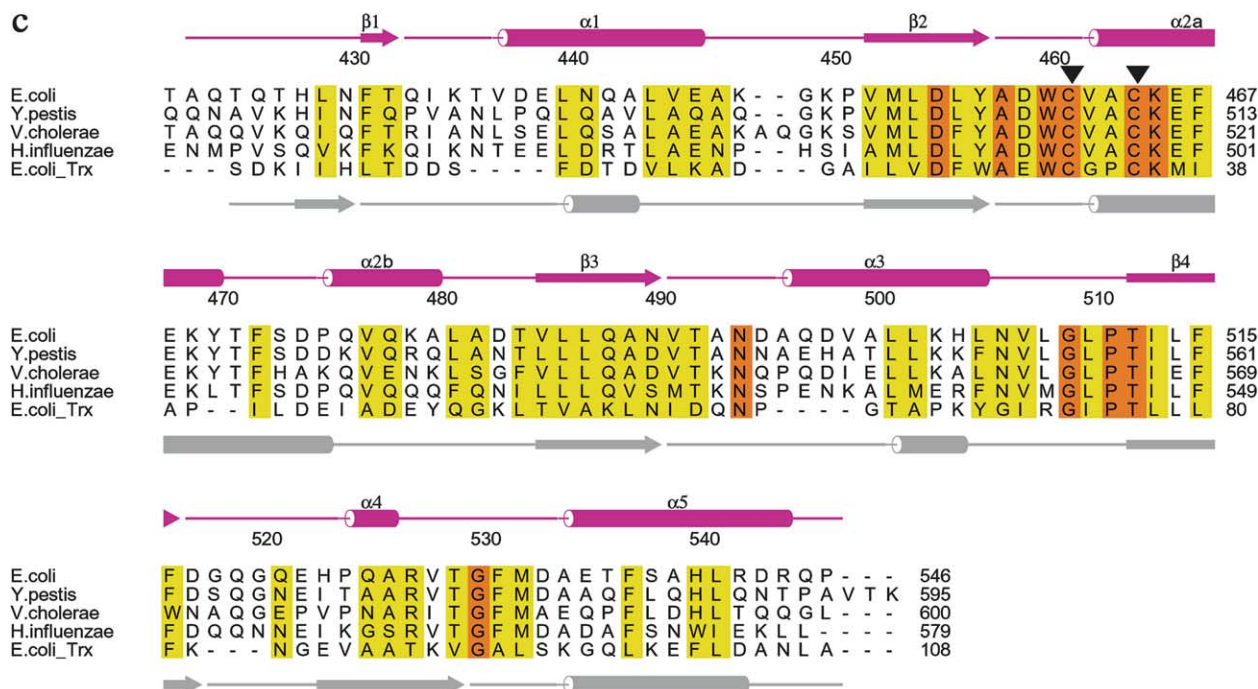 c
β1 α1 β2 α2a
430 440 450 460
E.coli T A Q T Q T H L N F T Q I K T V D E L N Q A L V E A K - - G K P V M L D L Y A D W C V A C K E F 467
Y.pestis Q Q N A V K H I N F Q P V A N L P Q L Q A V L A Q A Q - - G K P V M L D L Y A D W C V A C K E F 513
V.cholerae T A Q Q V K Q I Q F T R I A N L S E L Q S A L A E A K A Q G K S V M L D F Y A D W C V A C K E F 521
H.influenzae E N M P V S Q V K F K Q I K N T E E L D R T L A E N P - - H S I A M L D L Y A D W C V A C K E F 501
E.coli_Trx - - - S D K I I H L T D D S - - - - F D T D V L K A D - - - G A I L V D F W A E W C G P C K M I 38
α2b β3 α3 β4
470 480 490 500 510
E.coli E K Y T F S D P Q V Q K A L A D T V L L Q A N V T A N D A Q D V A L L K H L N V L G L P T I L F 515
Y.pestis E K Y T F S D D K V Q R Q L A N T L L L Q A D V T A N N A E H A T L L K K F N V L G L P T I L F 561
V.cholerae E K Y T F H A K Q V E N K L S G F V L L Q A D V T K N Q P Q D I E L L K A L N V L G L P T I E F 569
H.influenzae E K L T F S D P Q V Q Q Q F Q N I L L L Q V S M T K N S P E N K A L M E R F N V M G L P T I L F 549
E.coli_Trx A P - - I L D E I A D E Y Q G K L T V A K L N I D Q N P - - - - G T A P K Y G I R G I P T L L L 80
α4 α5
520 530 540
E.coli F D G Q G Q E H P Q A R V T G F M D A E T F S A H L R D R Q P - - - 546
Y.pestis F D S Q G N E I T A A R V T G F M D A A Q F L Q H L Q N T P A V T K 595
V.cholerae W N A Q G E P V P N A R I T G F M A E Q P F L D H L T Q Q G L - - - 600
H.influenzae F D Q Q N N E I K G S R V T G F M D A D A F S N W I E K L L - - - - 579
E.coli_Trx F K - - - N G E V A A T K V G A L S K G Q L K E F L D A N L A - - - 108